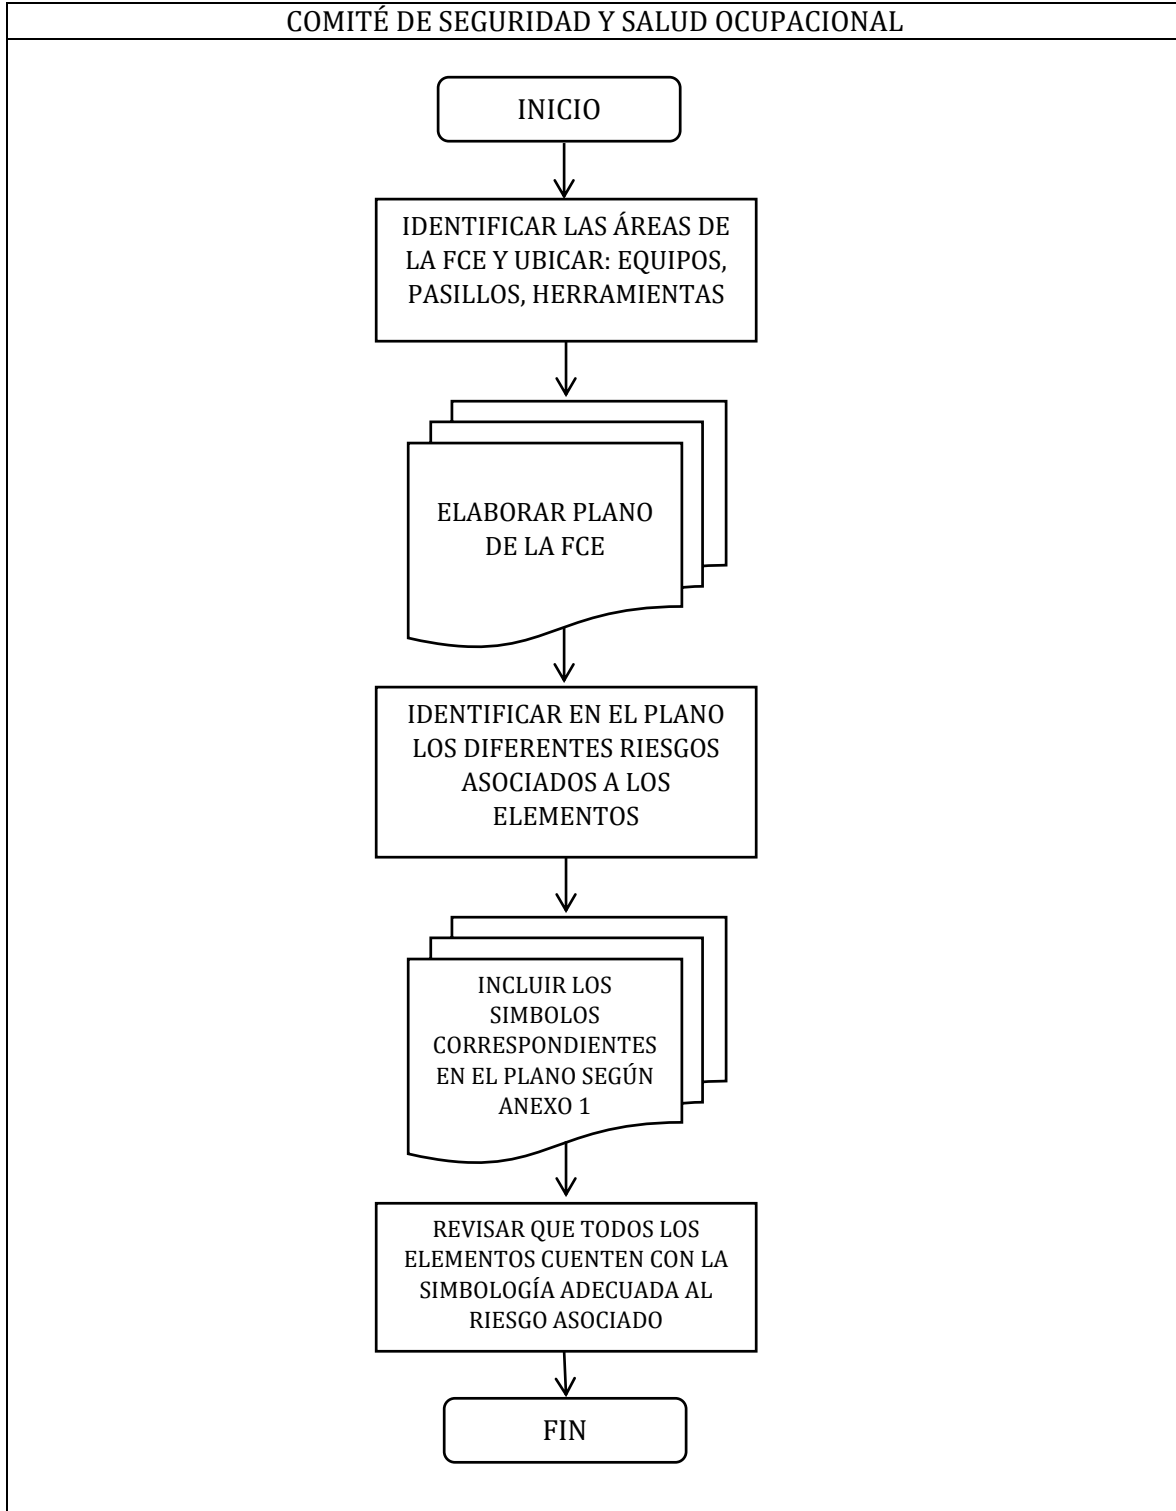 COMITÉ DE SEGURIDAD Y SALUD OCUPACIONAL
INICIO
IDENTIFICAR LAS ÁREAS DE
LA FCE Y UBICAR: EQUIPOS,
PASILLOS, HERRAMIENTAS
ELABORAR PLANO
DE LA FCE
IDENTIFICAR EN EL PLANO
LOS DIFERENTES RIESGOS
ASOCIADOS A LOS
ELEMENTOS
INCLUIR LOS
SIMBOLOS
CORRESPONDIENTES
EN EL PLANO SEGÚN
ANEXO 1
REVISAR QUE TODOS LOS
ELEMENTOS CUENTEN CON LA
SIMBOLOGÍA ADECUADA AL
RIESGO ASOCIADO
FIN